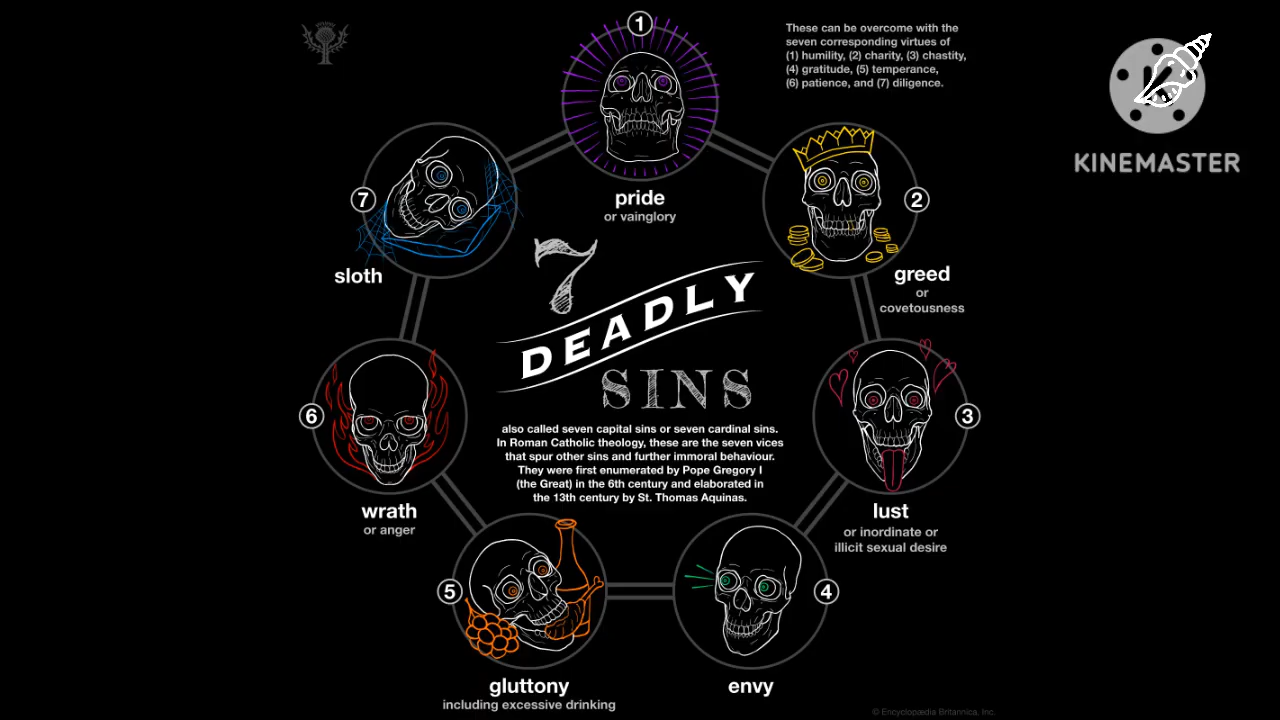 1
These can be overcome with the
seven corresponding virtues of
(1) humility, (2) charity, (3) chastity,
(4) gratitude, (5) temperance,
(6) patience, and (7) diligence.
KINEMASTER
pride
or vainglory
7
sloth
2
greed
or
covetousness
7
DEADLY
SINS
also called seven capital sins or seven cardinal sins.
In Roman Catholic theology, these are the seven vices
that spur other sins and further immoral behaviour.
They were first enumerated by Pope Gregory I
(the Great) in the 6th century and elaborated in
the 13th century by St. Thomas Aquinas.
6
wrath
or anger
3
lust
or inordinate or
illicit sexual desire
5
gluttony
including excessive drinking
4
envy
© Encyclopædia Britannica, Inc.